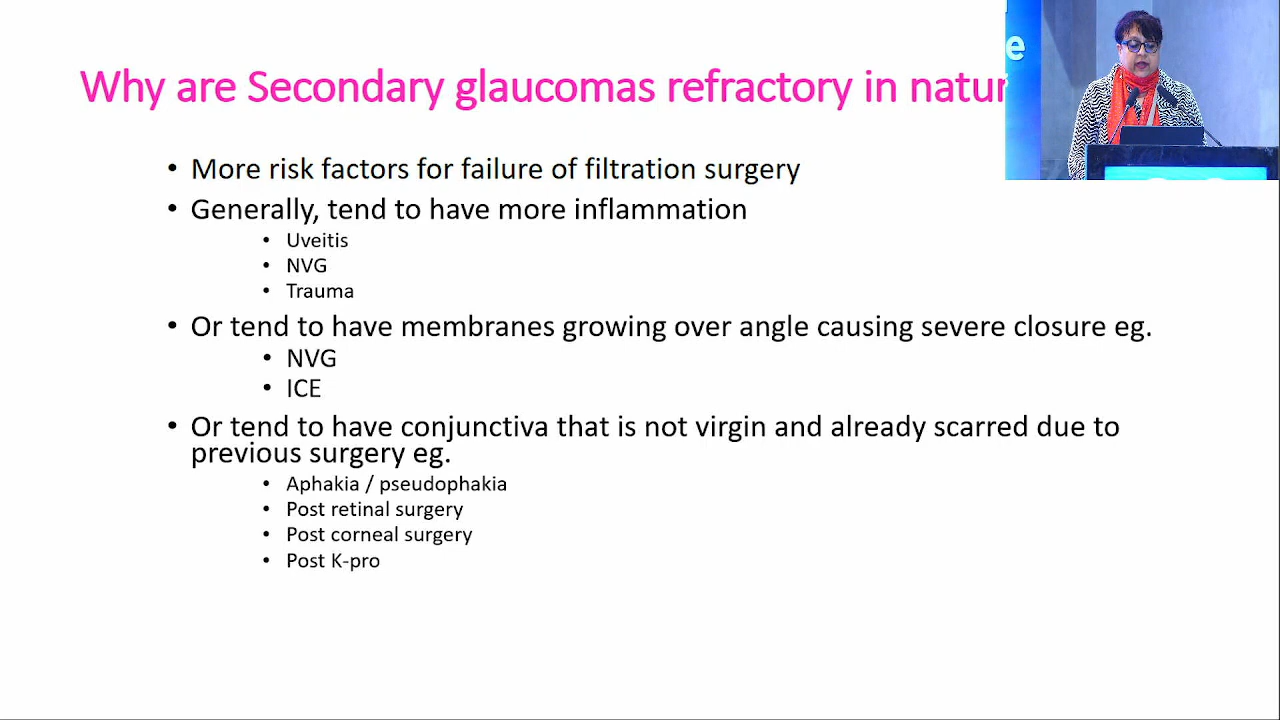 Why are Secondary glaucomas refractory in natur
e
• More risk factors for failure of filtration surgery
• Generally, tend to have more inflammation
• Uveitis
• NVG
• Trauma
• Or tend to have membranes growing over angle causing severe closure eg.
• NVG
• ICE
• Or tend to have conjunctiva that is not virgin and already scarred due to
previous surgery eg.
• Aphakia / pseudophakia
• Post retinal surgery
• Post corneal surgery
• Post K-pro